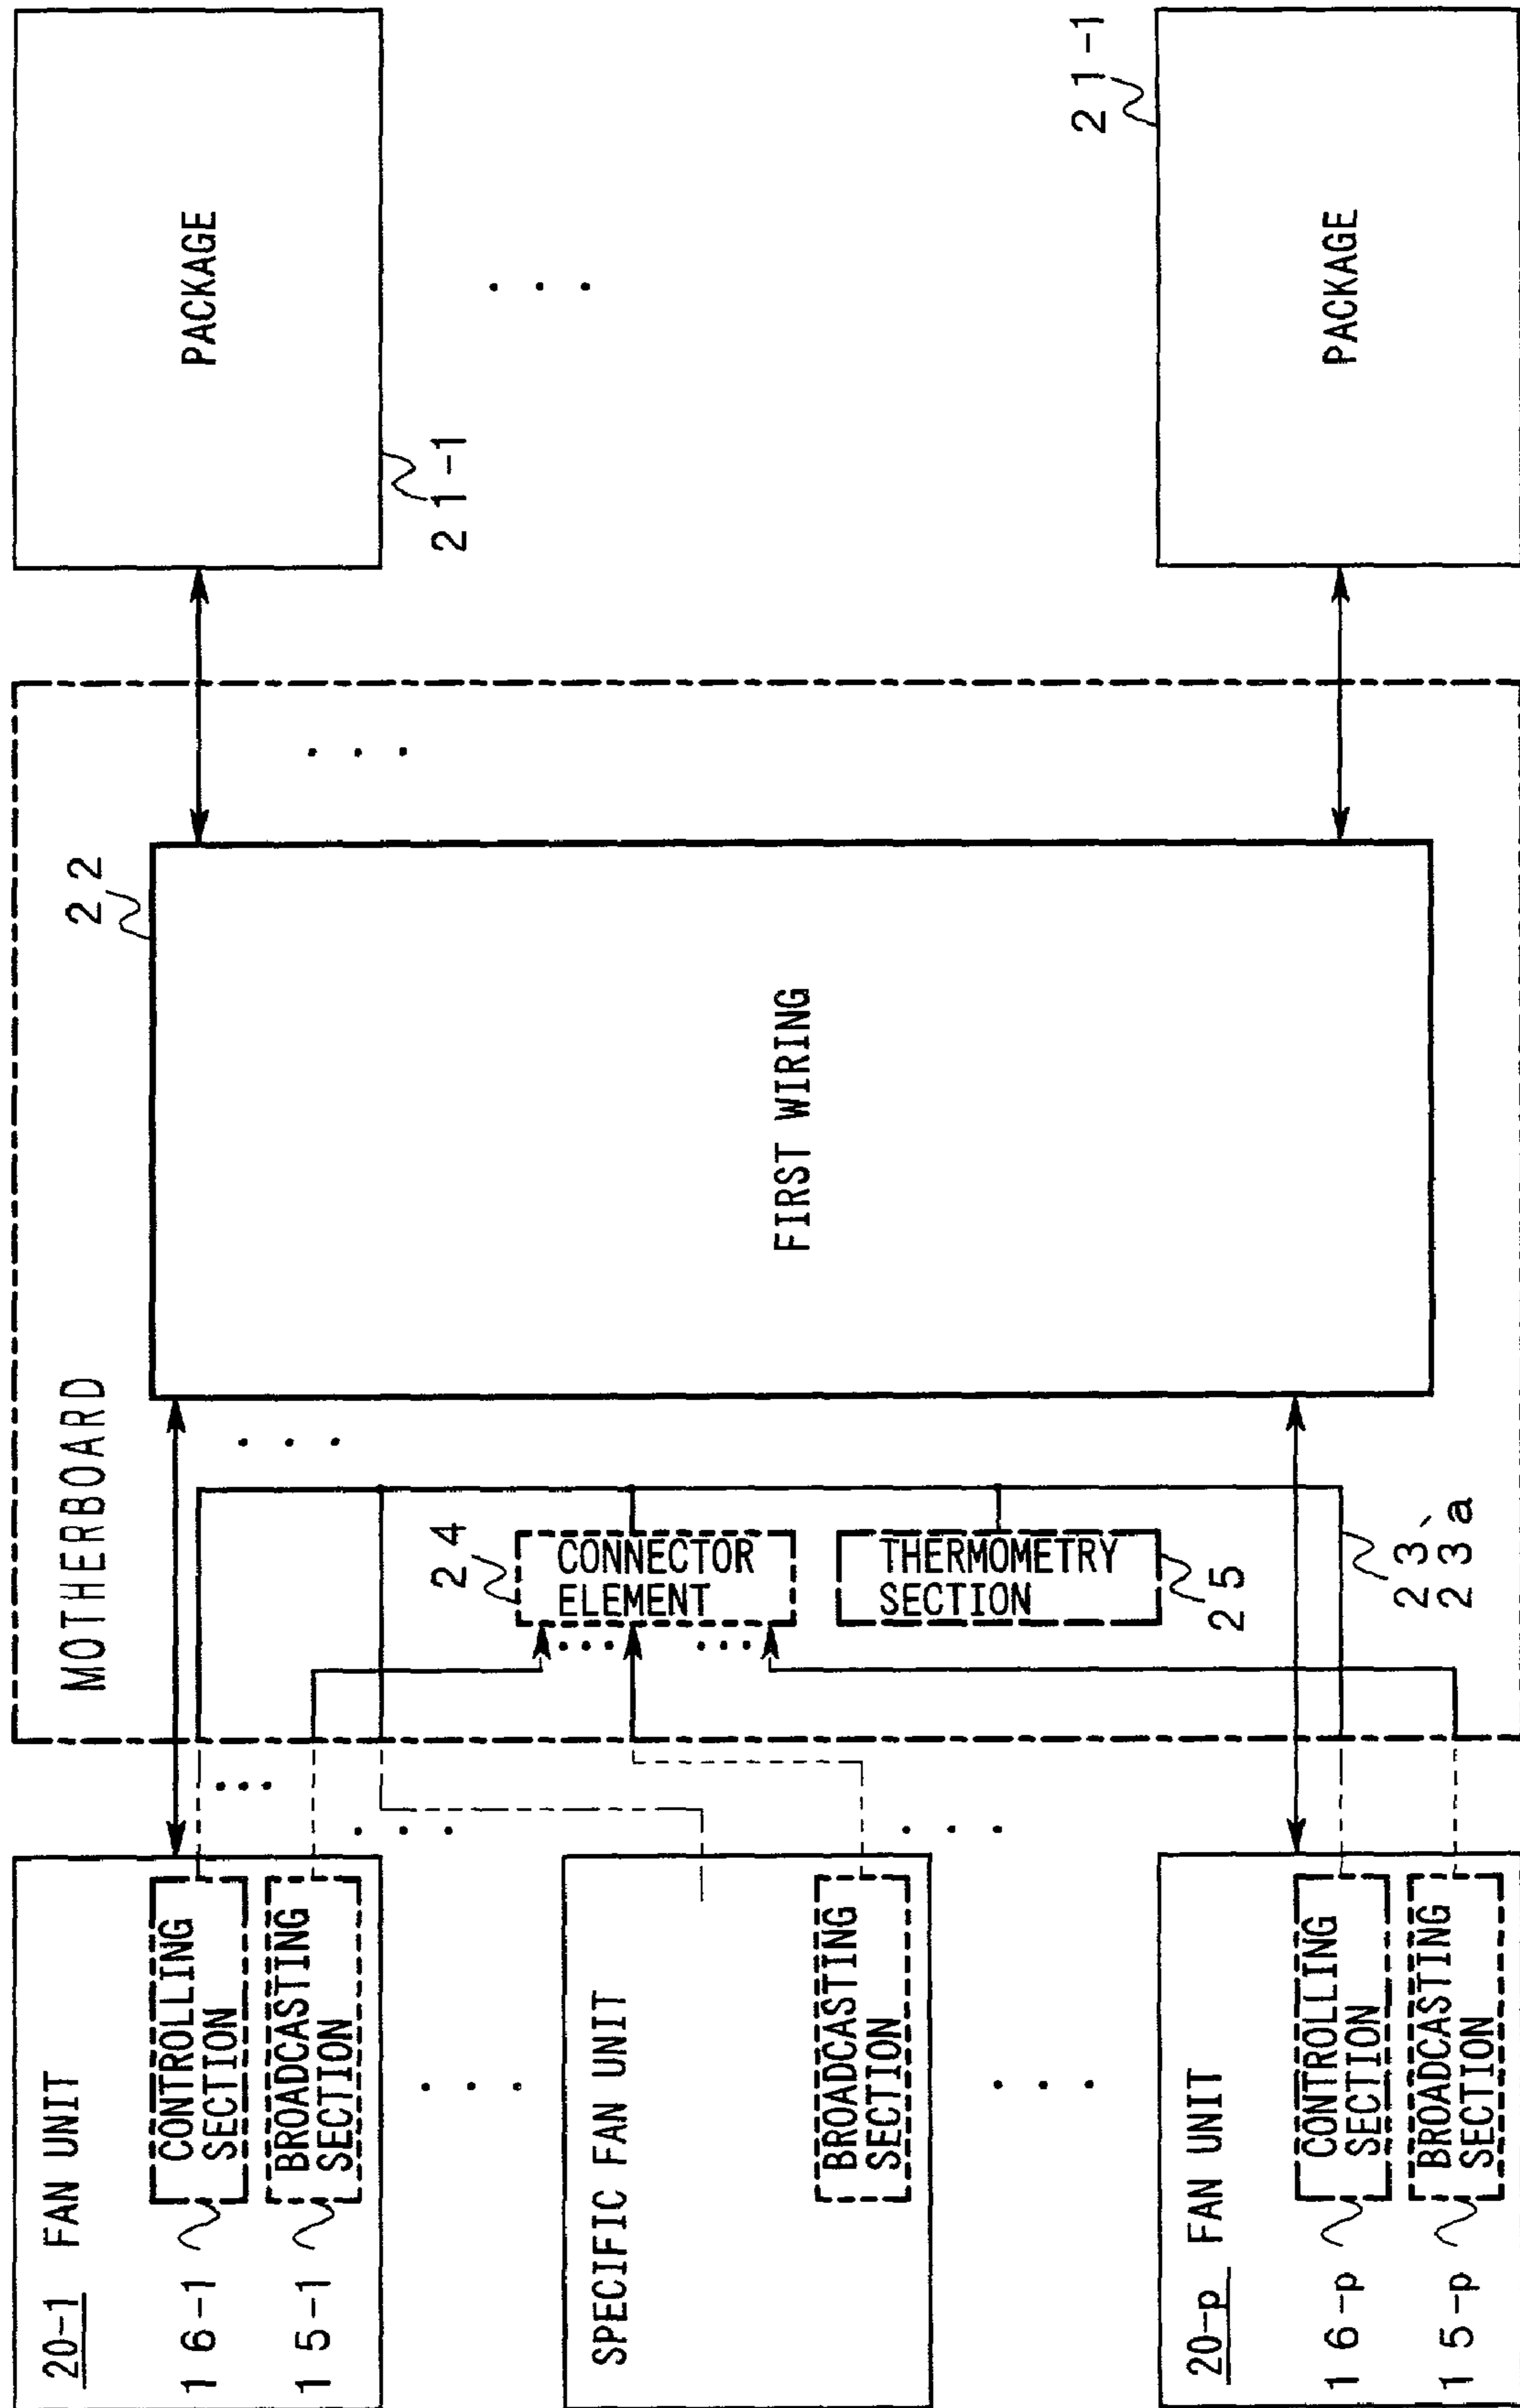 20-1 FAN UNIT
16-1
CONTROLLING
SECTION
15-1
BROADCASTING
SECTION
SPECIFIC FAN UNIT
BROADCASTING
SECTION
20-p FAN UNIT
16-p
CONTROLLING
SECTION
15-p
BROADCASTING
SECTION
MOTHERBOARD
24
CONNECTOR
ELEMENT
THERMOMETRY
SECTION
25
23、
23a
22
FIRST WIRING
PACKAGE
21-1
21-1
PACKAGE